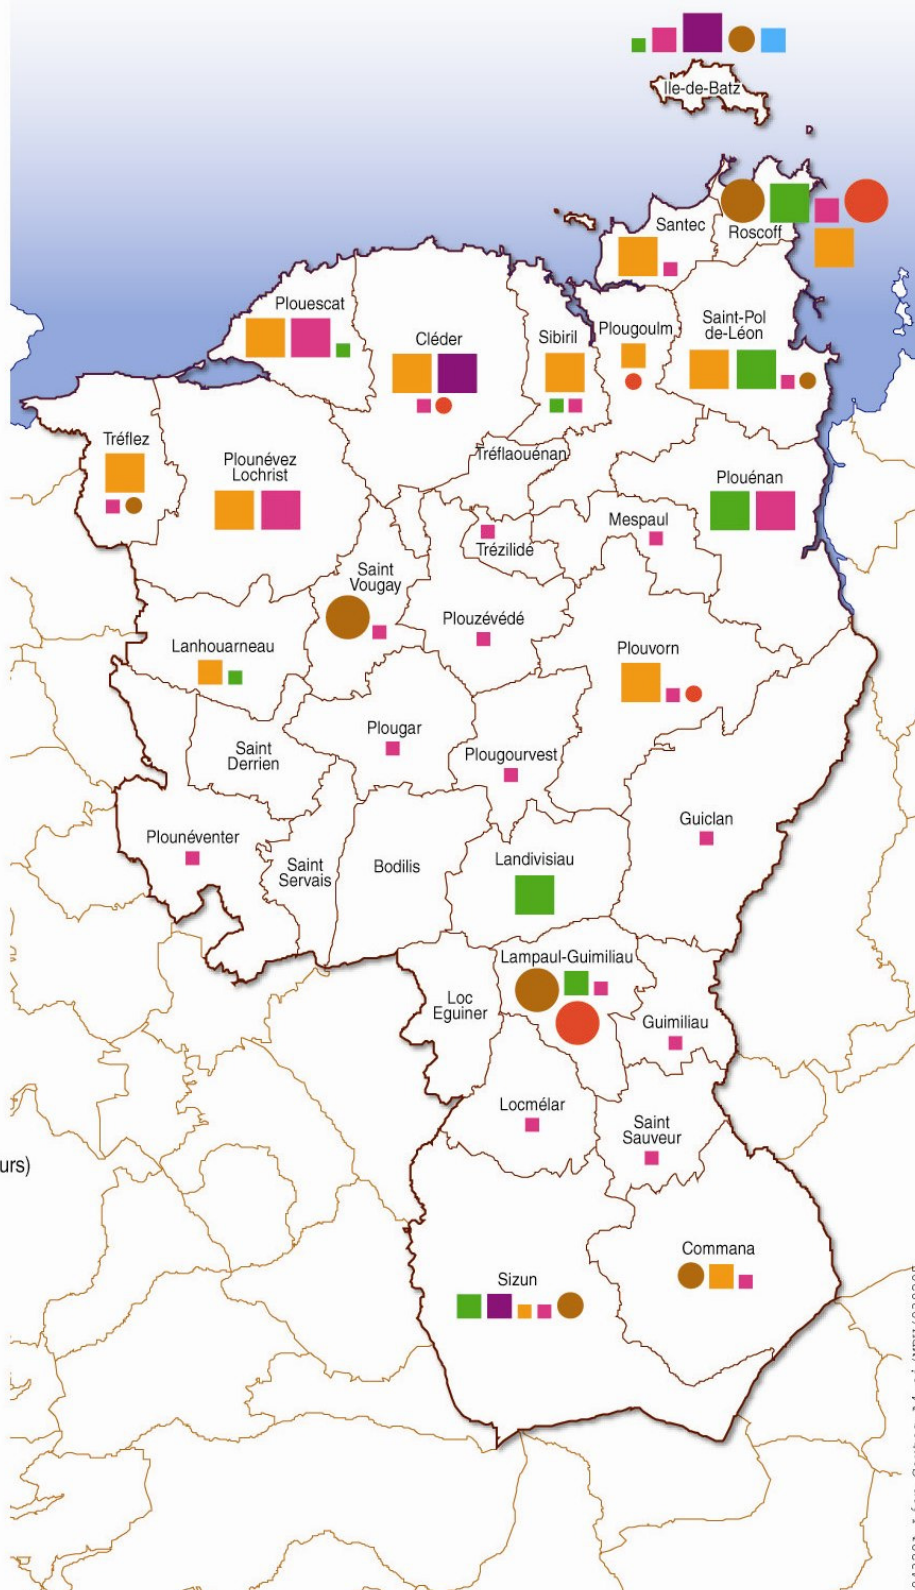 Ile-de-Batz
Santec
Roscoff
Plouescat
Cléder
Sibiril
Plougoulm
Saint-Pol
de-Léon
Tréflez
Plounévez
Lochrist
Tréflaouénan
Plouénan
Mespaul
Trézilidé
Saint
Vougay
Plouzévédé
Lanhouarneau
Plouvorn
Plougar
Saint
Derrien
Plougourvest
Plounéventer
Guiclan
Saint
Servais
Bodilis
Landivisiau
Lampaul-Guimiliau
Loc
Eguiner
Guimiliau
Locmélar
Saint
Sauveur
urs)
Commana
Sizun